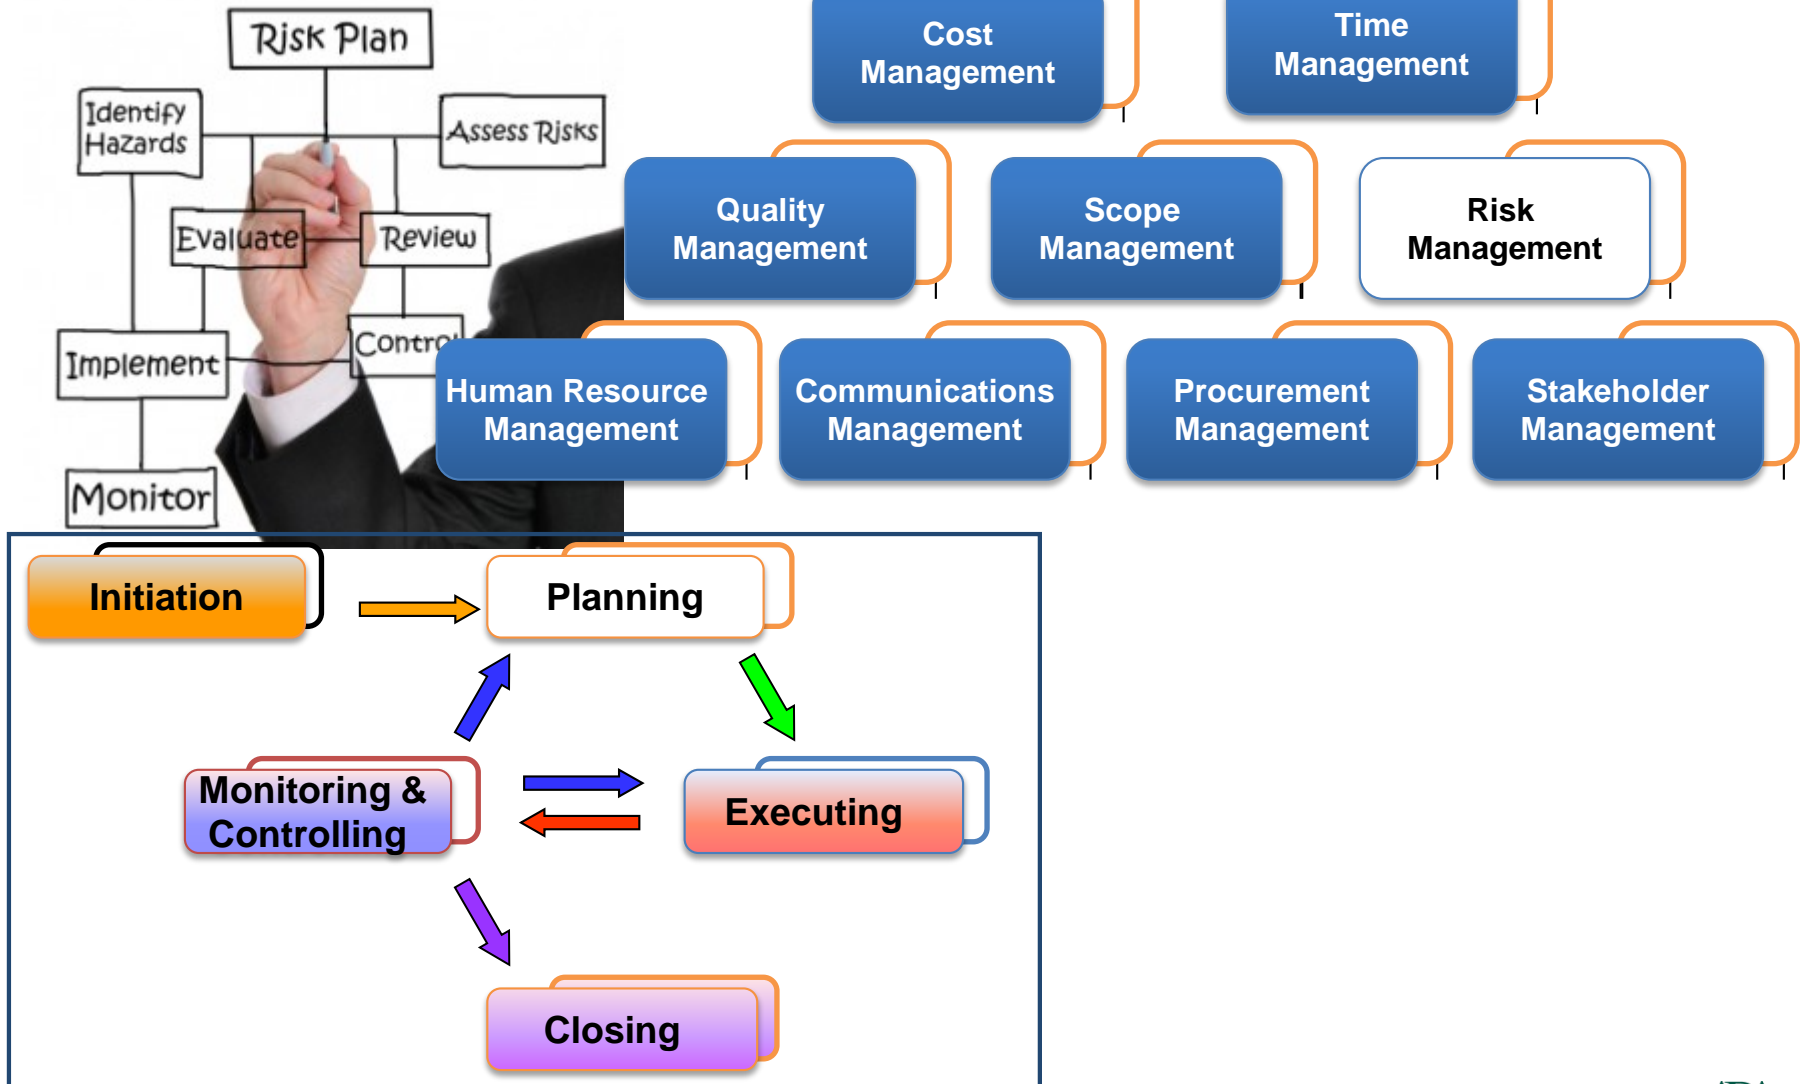 Risk Plan
Identify
Hazards
Assess Risks
Evaluate
Review
Implement
Contro
Monitor
Cost
Management
Time
Management
Quality
Management
Scope
Management
Risk
Management
Human Resource
Management
Communications
Management
Procurement
Management
Stakeholder
Management
Initiation
Planning
Monitoring &
Controlling
Executing
Closing